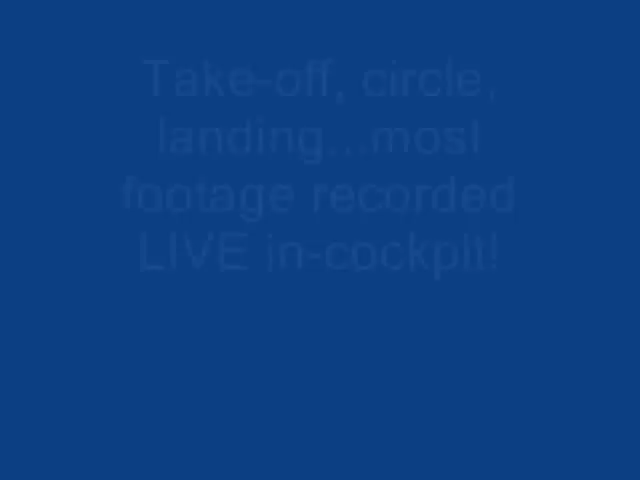 Take-off, circle,
landing...most
footage recorded
LIVE in-cockpit!